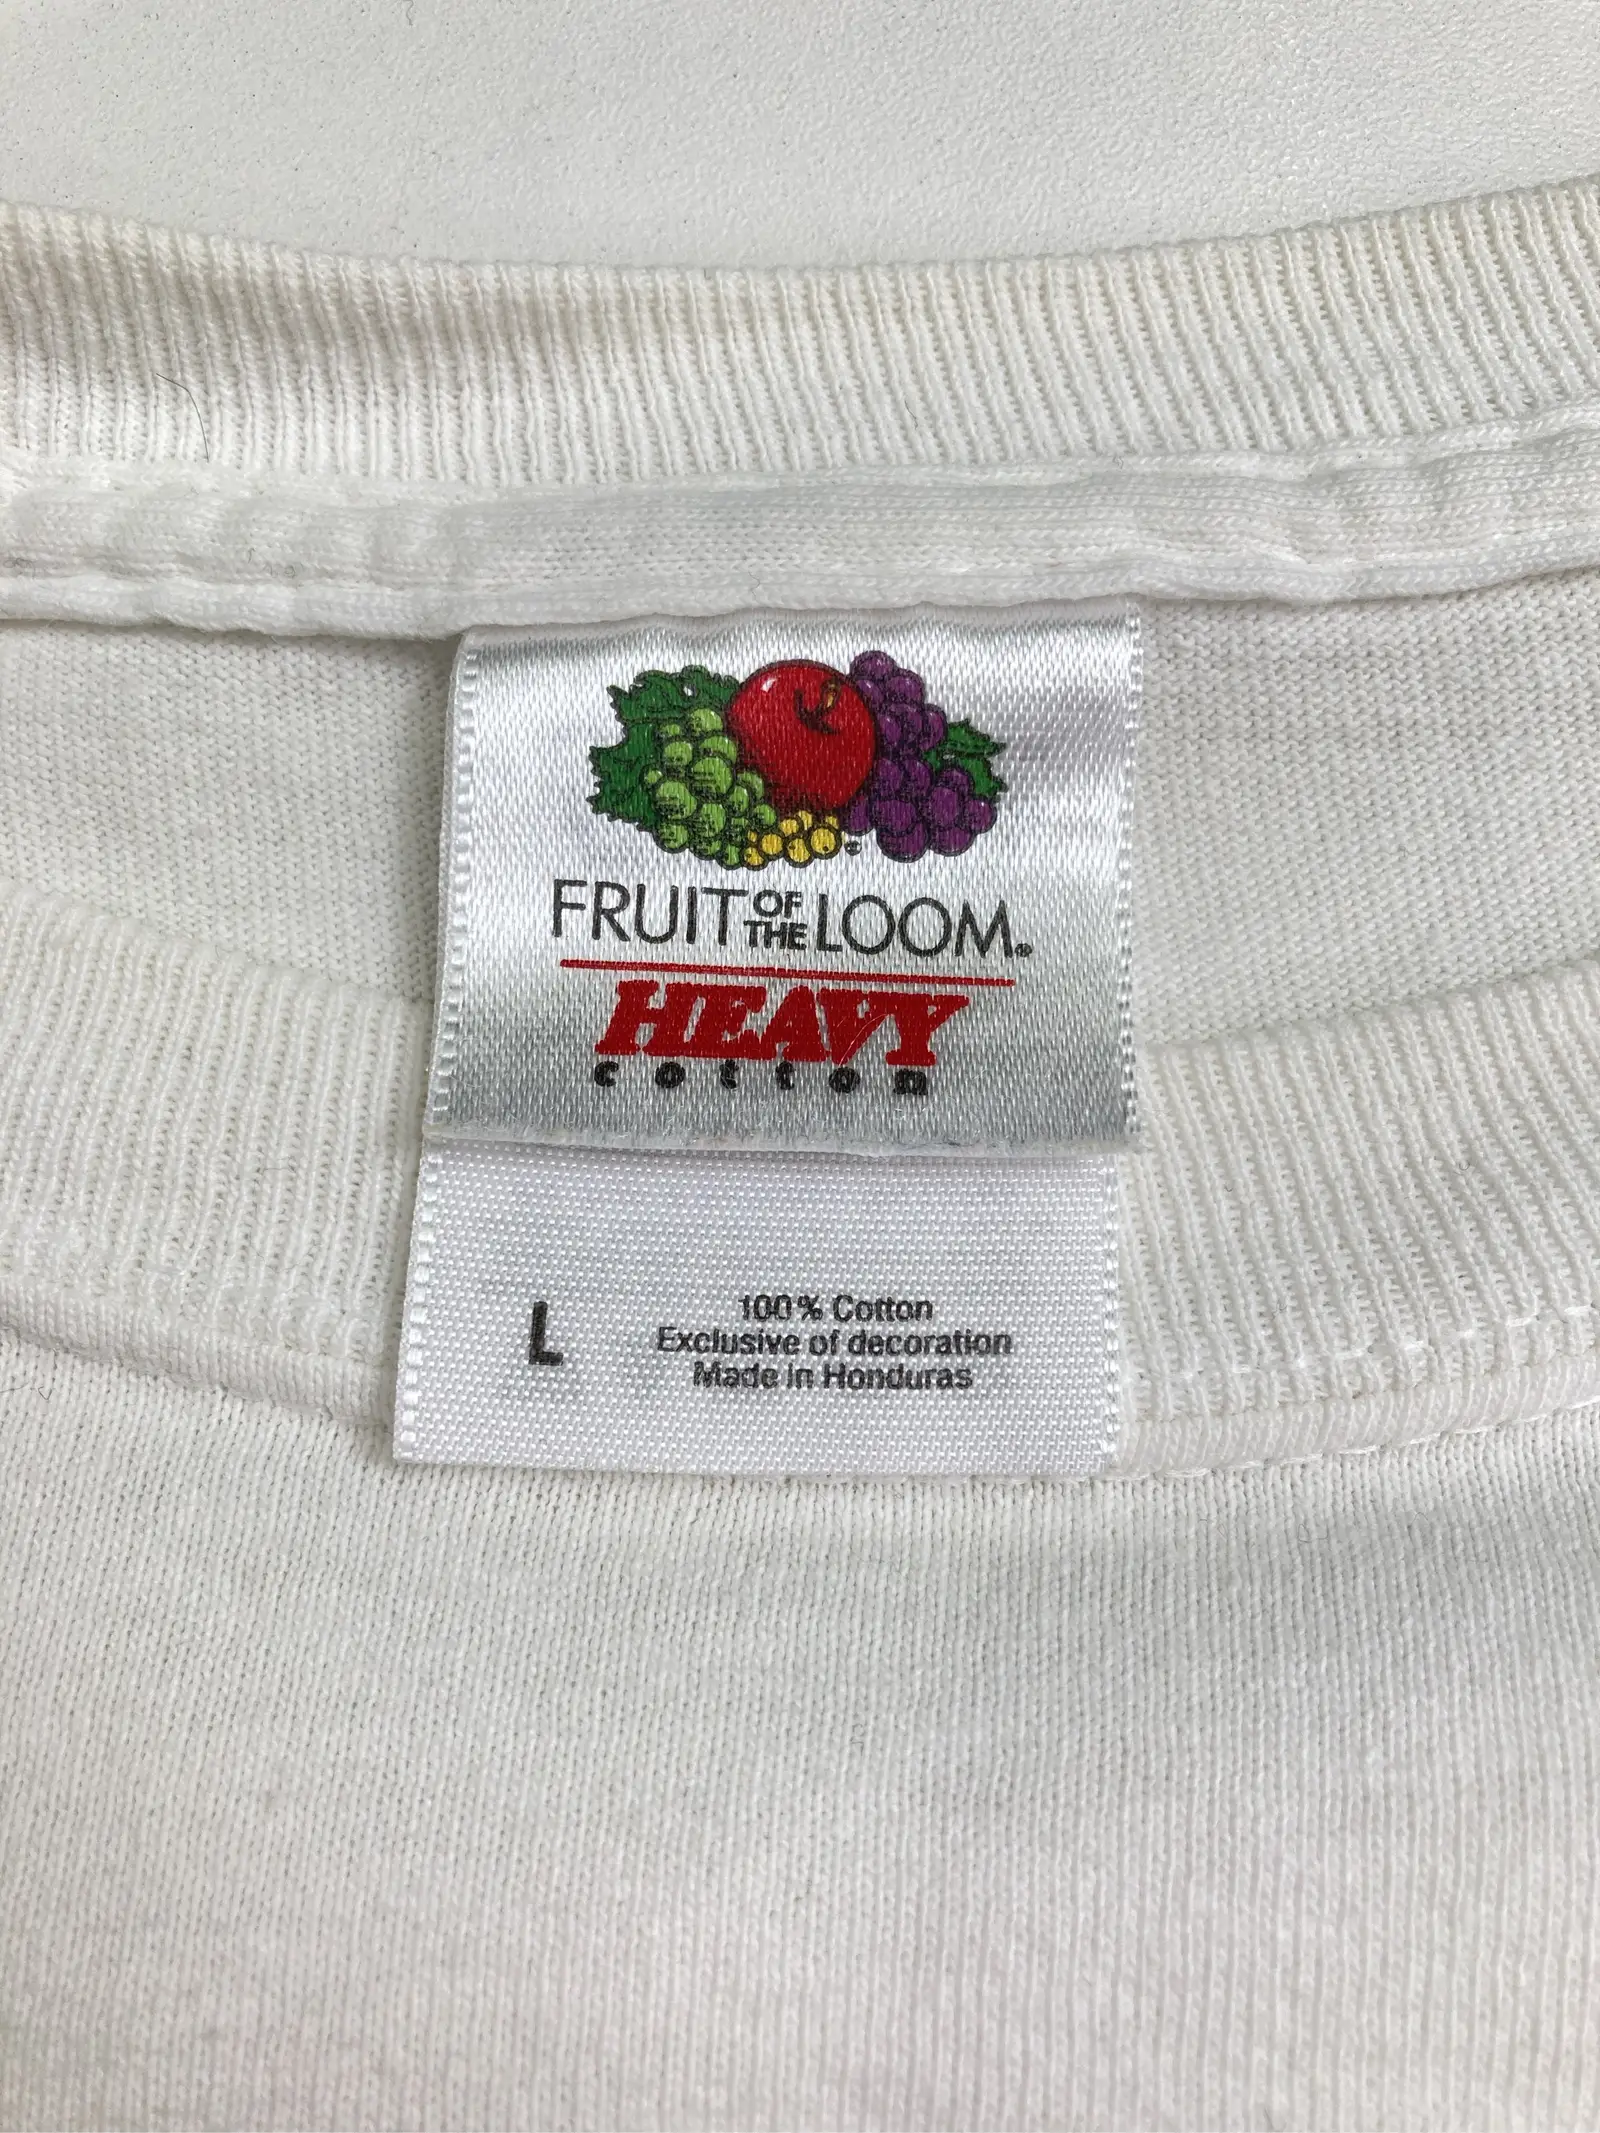 FRUIT OF THE LOOM®
HEAVY
cotton
L
100% Cotton
Exclusive of decoration
Made in Honduras